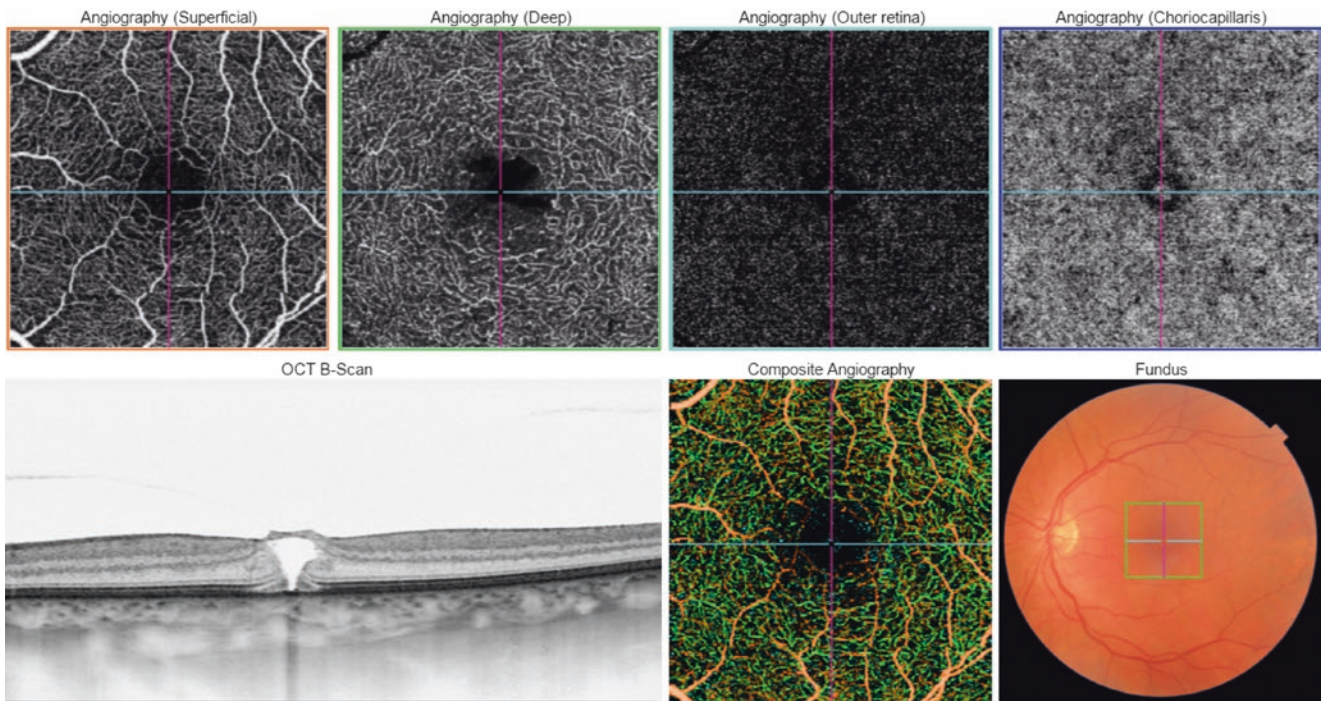 Angiography (Superficial)
Angiography (Deep)
Angiography (Outer retina)
Angiography (Choriocapillaris)
OCT B-Scan
Composite Angiography
Fundus